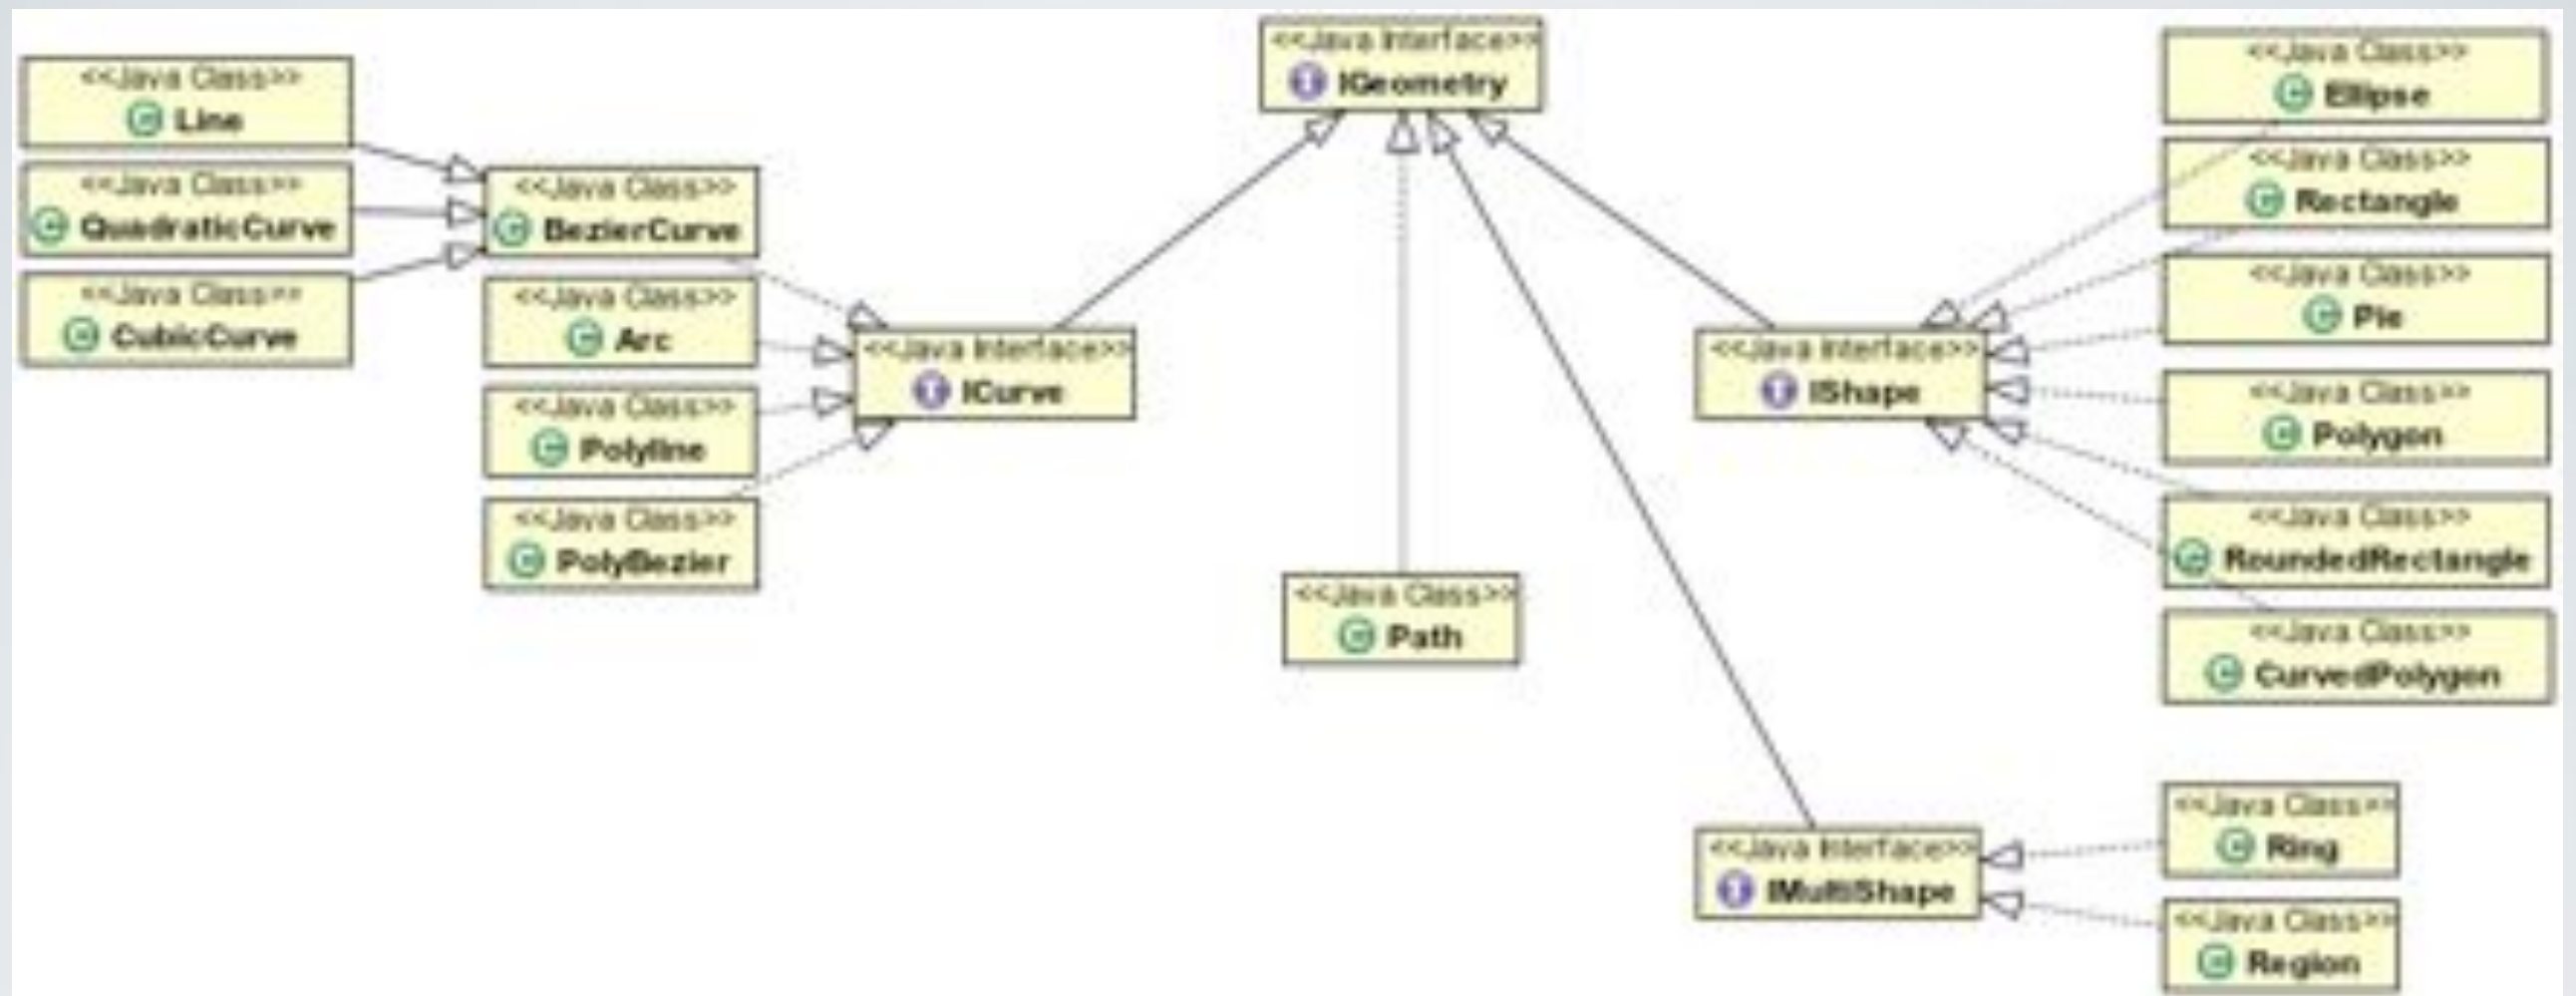 <<Java Interface>>
IGeometry
<<Java Class>>
Line
<<Java Class>>
QuadraticCurve
<<Java Class>>
CubicCurve
<<Java Class>>
BezierCurve
<<Java Class>>
Arc
<<Java Class>>
Polyline
<<Java Class>>
PolyBezier
<<Java Interface>>
ICurve
<<Java Class>>
Path
<<Java Interface>>
IShape
<<Java Class>>
Ellipse
<<Java Class>>
Rectangle
<<Java Class>>
Pie
<<Java Class>>
Polygon
<<Java Class>>
RoundedRectangle
<<Java Class>>
CurvedPolygon
<<Java Interface>>
IMultiShape
<<Java Class>>
Ring
<<Java Class>>
Region